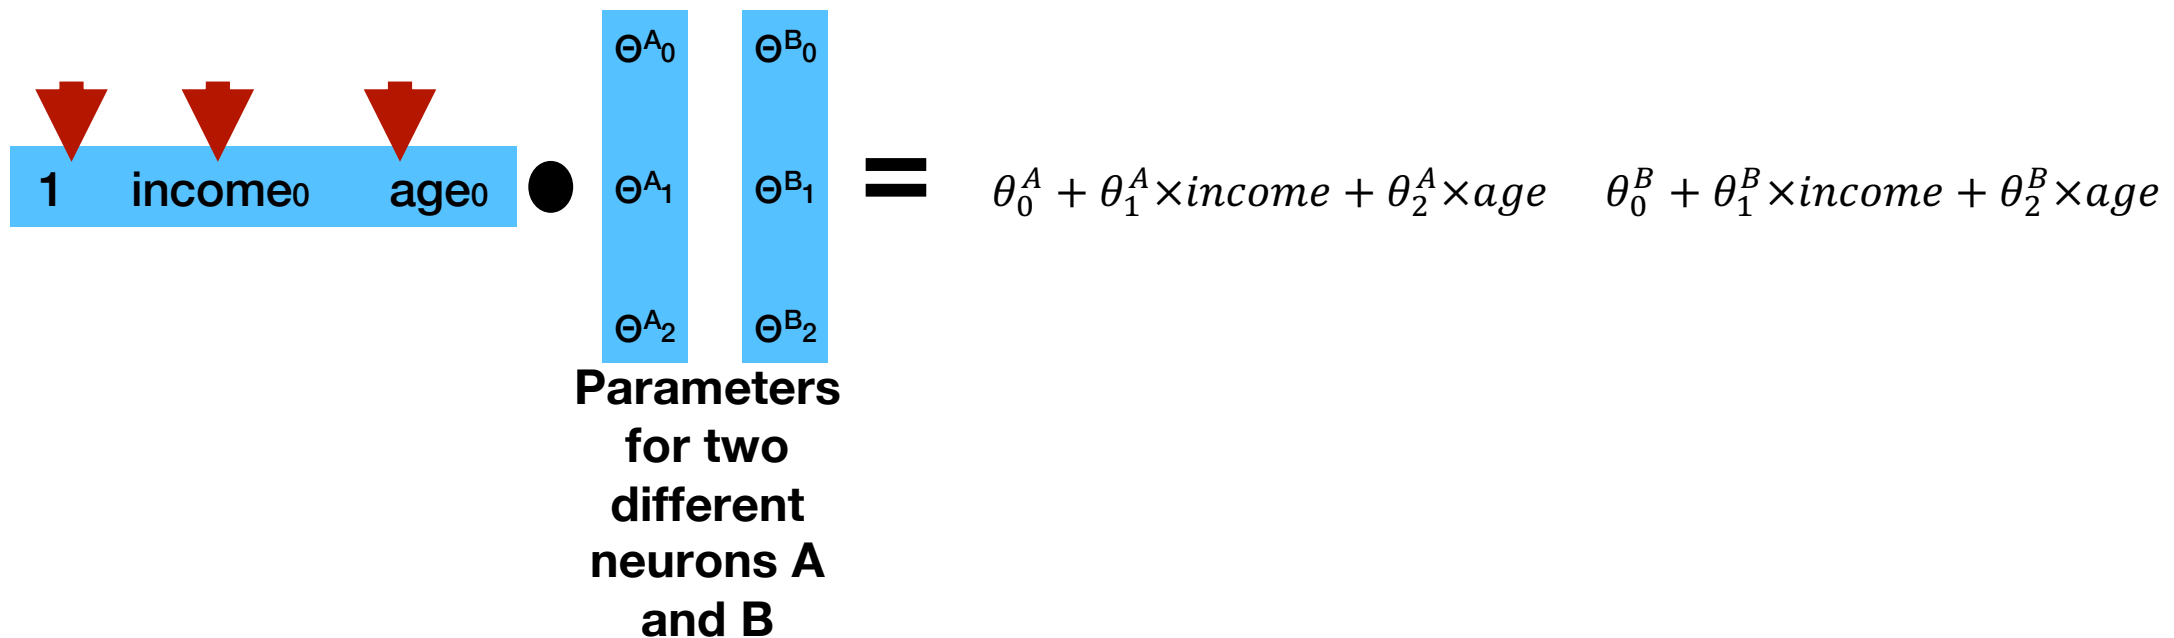 Θᴬ₀ Θᴮ₀
1 income₀ age₀ ● Θᴬ₁ Θᴮ₁ = θ₀ᴬ + θ₁ᴬ×income + θ₂ᴬ×age θ₀ᴮ + θ₁ᴮ×income + θ₂ᴮ×age
Θᴬ₂ Θᴮ₂
Parameters
for two
different
neurons A
and B